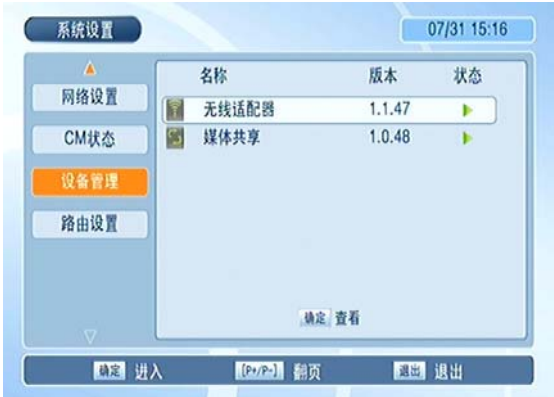 系统设置
07/31 15:16
网络设置
CM状态
设备管理
路由设置
名称 版本 状态
无线适配器 1.1.47
媒体共享 1.0.48
确定 查看
确定 进入 [P+/P-] 翻页 退出 退出